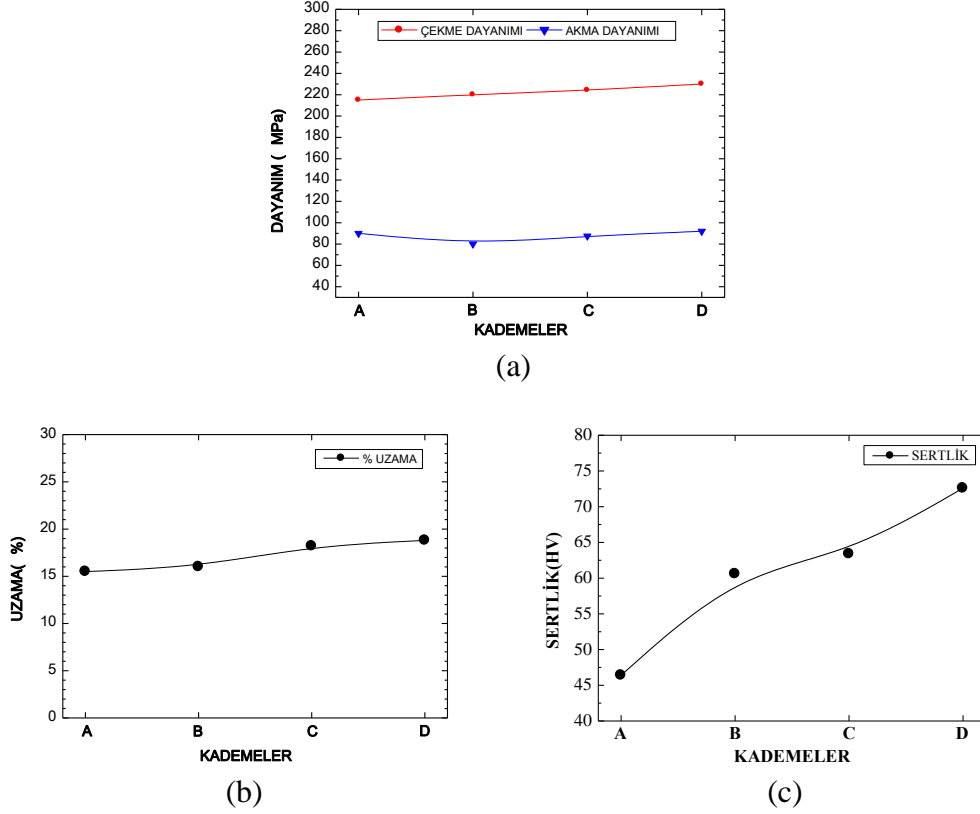 300
280
260
240
220
200
180
160
140
120
100
80
60
40
DAYANIM ( MPa)
ÇEKME DAYANIMI AKMA DAYANIMI
A B C D
KADEMELER
(a)
30
25
20
15
10
5
0
UZAMA( %)
% UZAMA
A B C D
KADEMELER
(b)
80
75
70
65
60
55
50
45
40
SERTLİK(HV)
SERTLİK
A B C D
KADEMELER
(c)